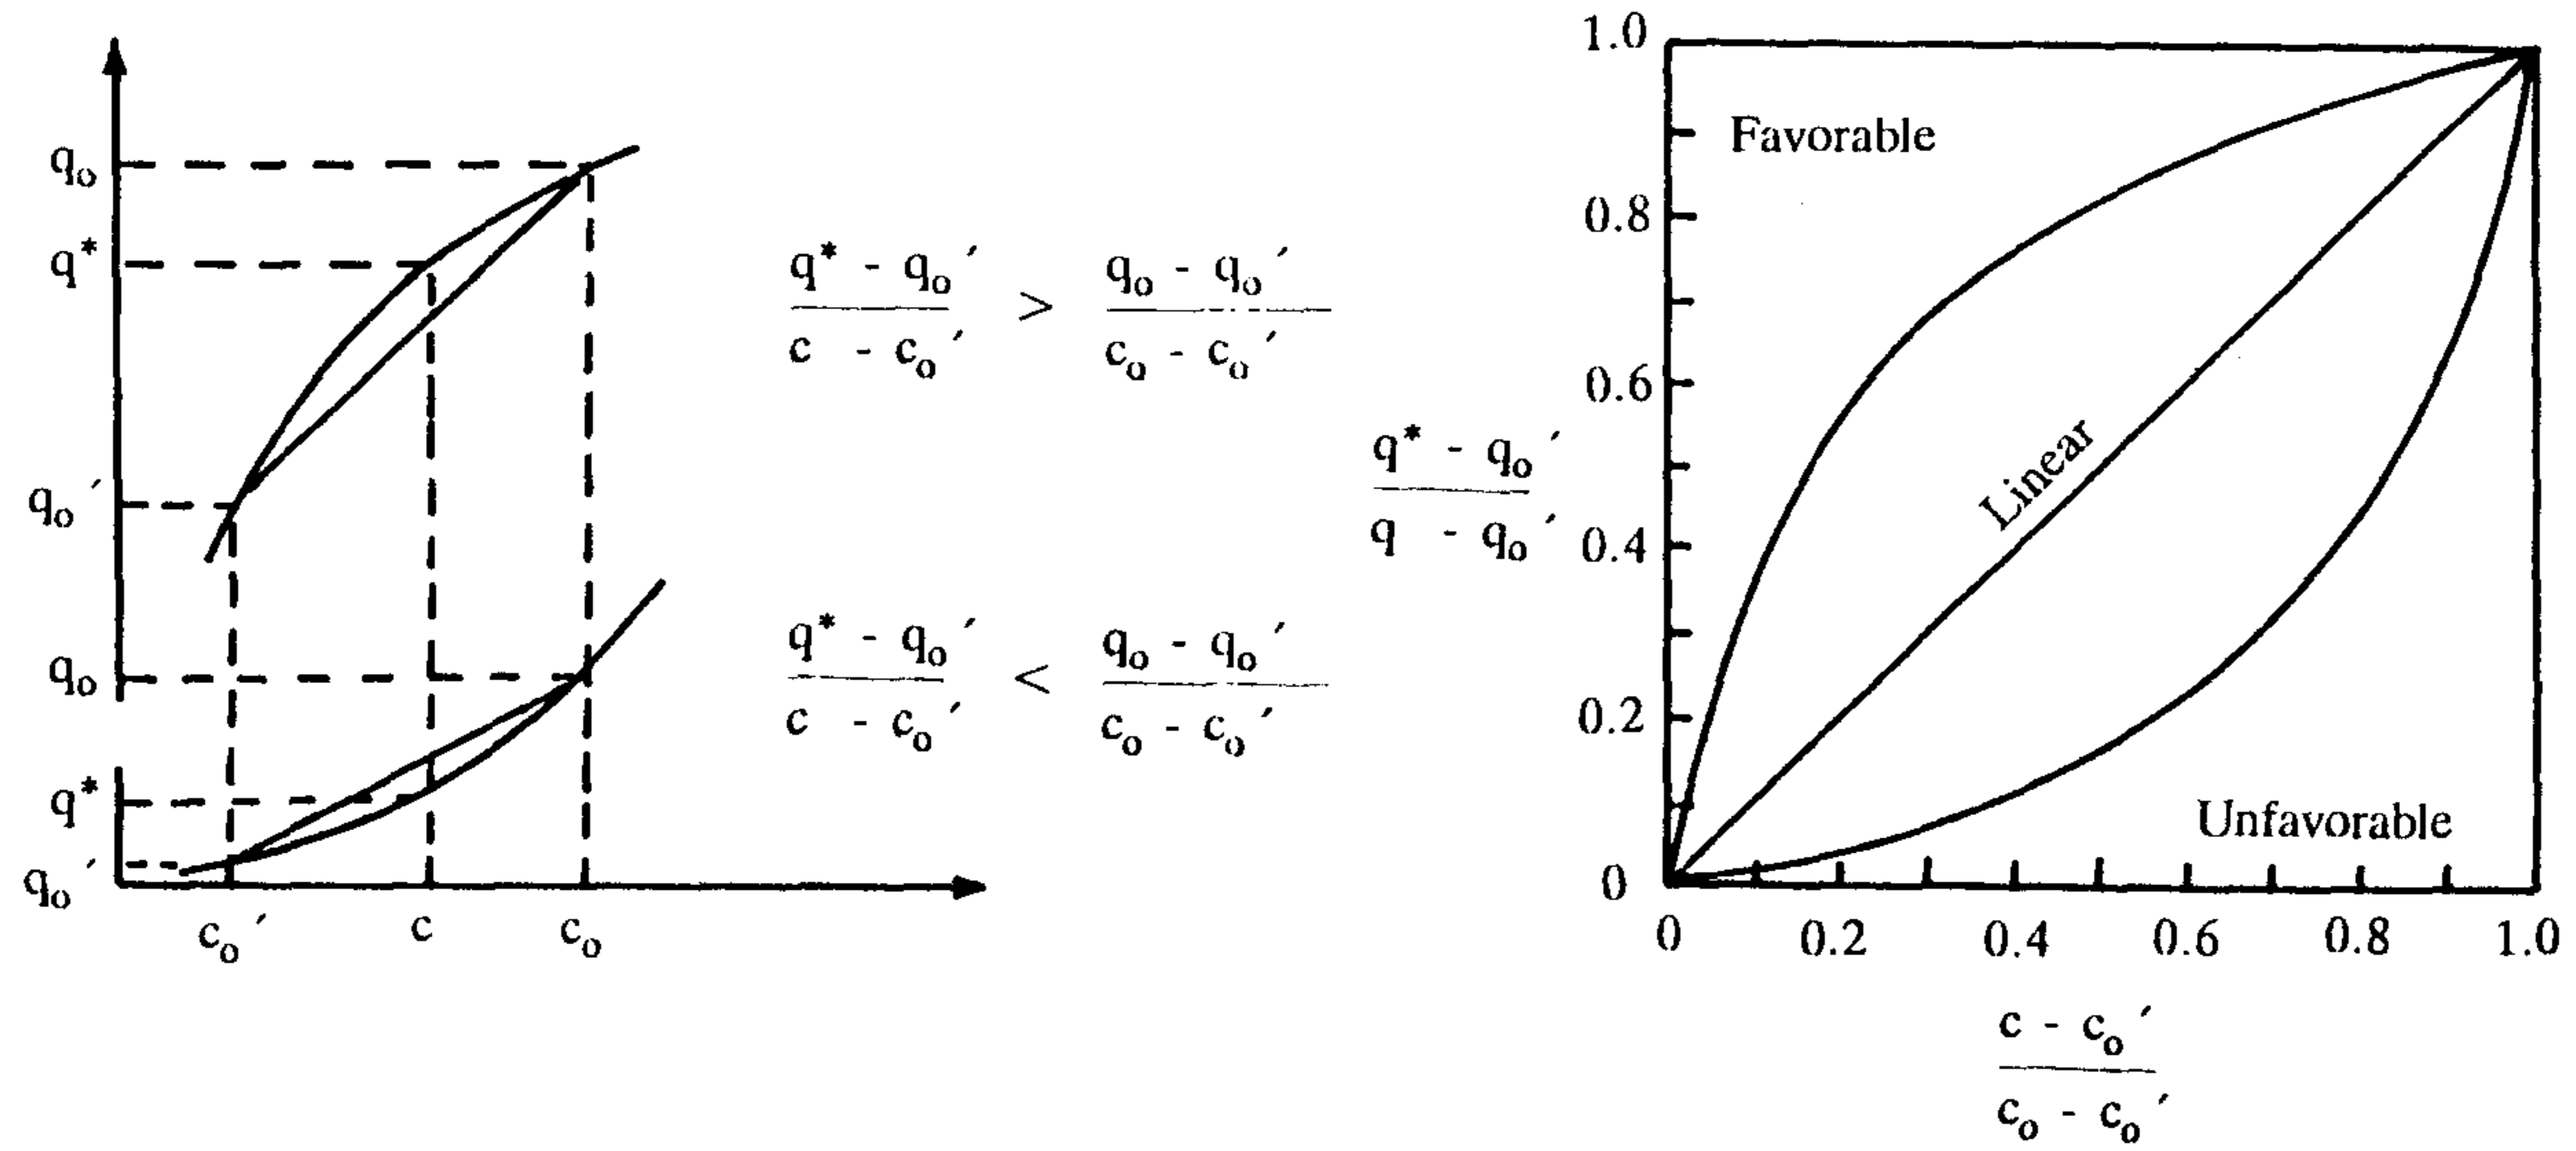 q₀
q*
q₀′
q₀
q*
q₀′
c₀′ c c₀
q* - q₀′ > q₀ - q₀′
c - c₀′ c₀ - c₀′
q* - q₀′ < q₀ - q₀′
c - c₀′ c₀ - c₀′
q* - q₀′
q - q₀′
1.0
0.8
0.6
0.4
0.2
0
Favorable
Linear
Unfavorable
0 0.2 0.4 0.6 0.8 1.0
c - c₀′
c₀ - c₀′